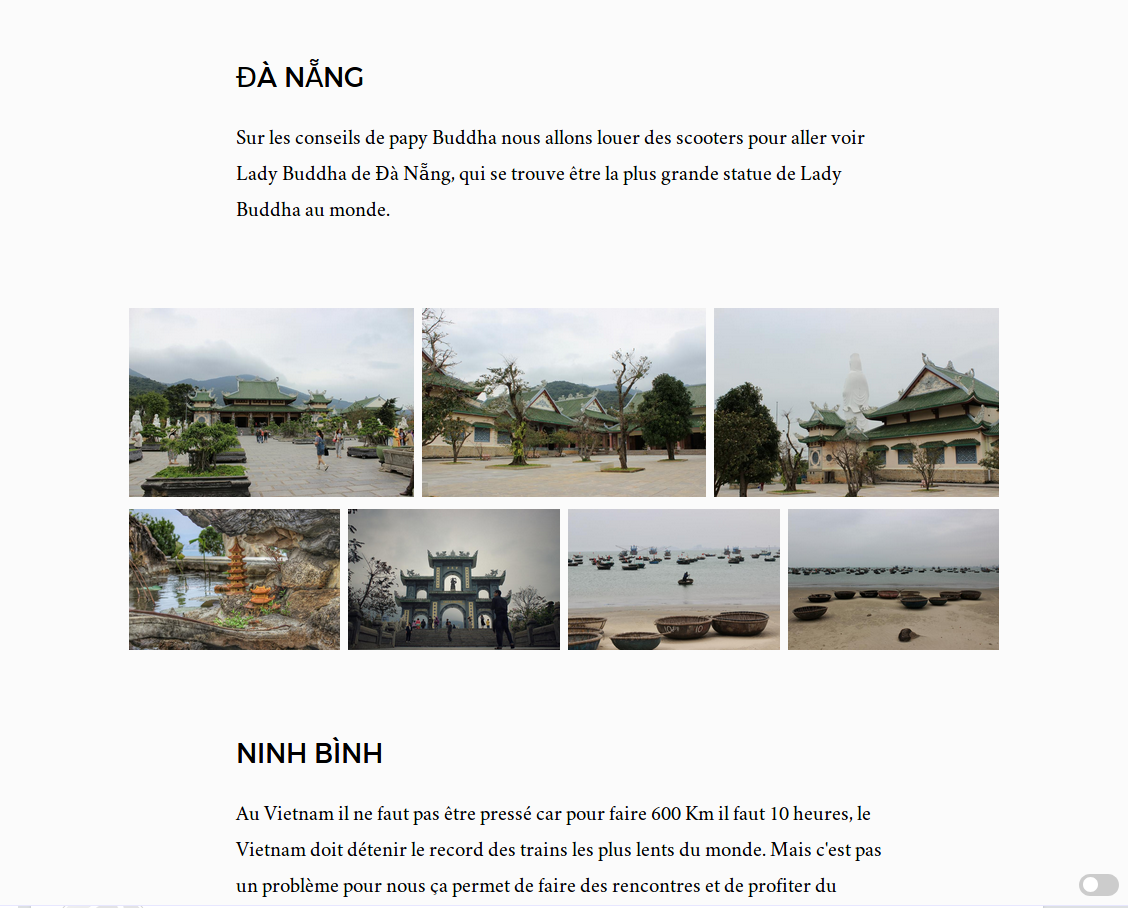 ĐÀ NẴNG
Sur les conseils de papy Buddha nous allons louer des scooters pour aller voir
Lady Buddha de Đà Nẵng, qui se trouve être la plus grande statue de Lady
Buddha au monde.
NINH BÌNH
Au Vietnam il ne faut pas être pressé car pour faire 600 Km il faut 10 heures, le
Vietnam doit détenir le record des trains les plus lents du monde. Mais c'est pas
un problème pour nous ça permet de faire des rencontres et de profiter du